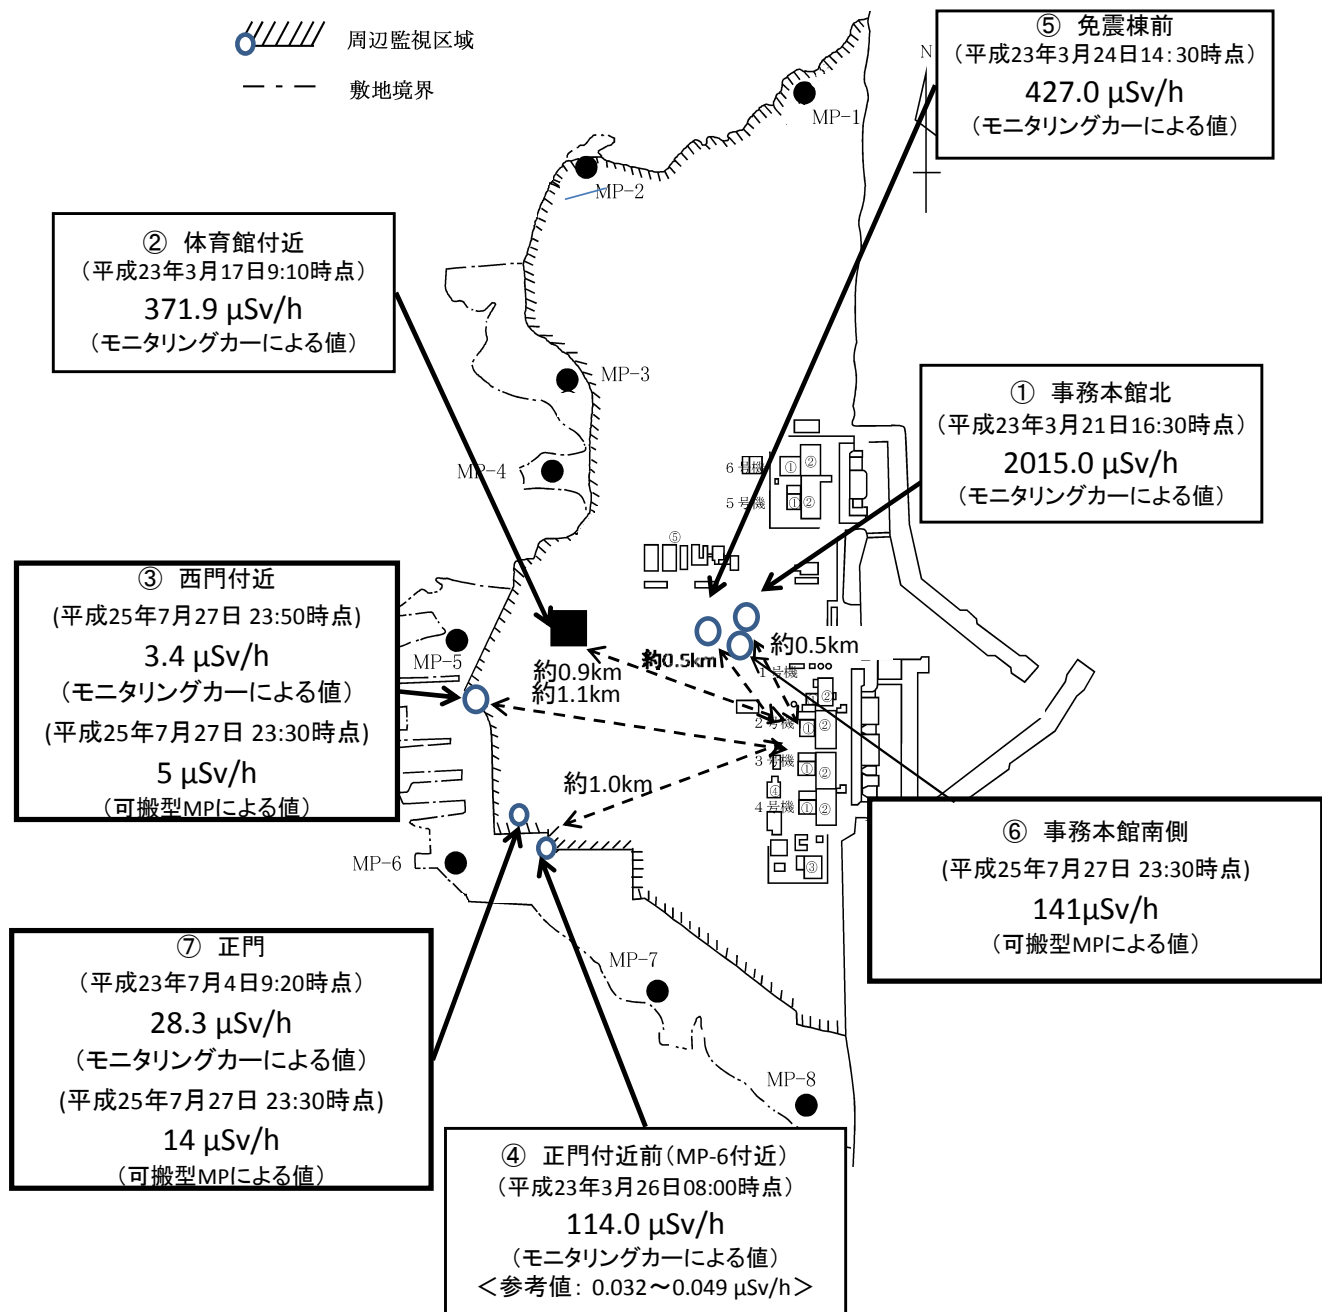 周辺監視区域
敷地境界
⑤ 免震棟前
（平成23年3月24日14:30時点）
427.0 μSv/h
（モニタリングカーによる値）
N
MP-1
MP-2
② 体育館付近
（平成23年3月17日9:10時点）
371.9 μSv/h
（モニタリングカーによる値）
MP-3
① 事務本館北
（平成23年3月21日16:30時点）
2015.0 μSv/h
（モニタリングカーによる値）
MP-4
6号機
①
②
5号機
①
②
⑤
③ 西門付近
(平成25年7月27日 23:50時点)
3.4 μSv/h
（モニタリングカーによる値）
(平成25年7月27日 23:30時点)
5 μSv/h
（可搬型MPによる値）
MP-5
約0.9km
約1.1km
約0.5km
約0.5km
1号機
②
2号機
①
②
3号機
①
②
④
4号機
①
②
③
約1.0km
⑥ 事務本館南側
(平成25年7月27日 23:30時点)
141μSv/h
（可搬型MPによる値）
MP-6
⑦ 正門
（平成23年7月4日9:20時点）
28.3 μSv/h
（モニタリングカーによる値）
(平成25年7月27日 23:30時点)
14 μSv/h
（可搬型MPによる値）
MP-7
MP-8
④ 正門付近前（MP-6付近）
（平成23年3月26日08:00時点）
114.0 μSv/h
（モニタリングカーによる値）
＜参考値：0.032～0.049 μSv/h＞